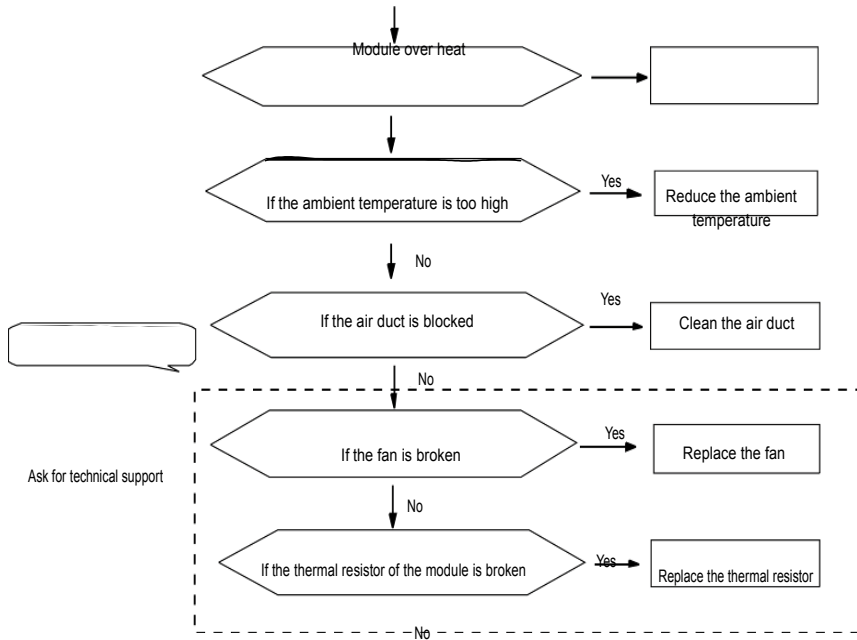 Module over heat
Yes
If the ambient temperature is too high
Reduce the ambient
temperature
No
Yes
If the air duct is blocked
Clean the air duct
No
Yes
If the fan is broken
Replace the fan
Ask for technical support
No
Yes
If the thermal resistor of the module is broken
Replace the thermal resistor
No